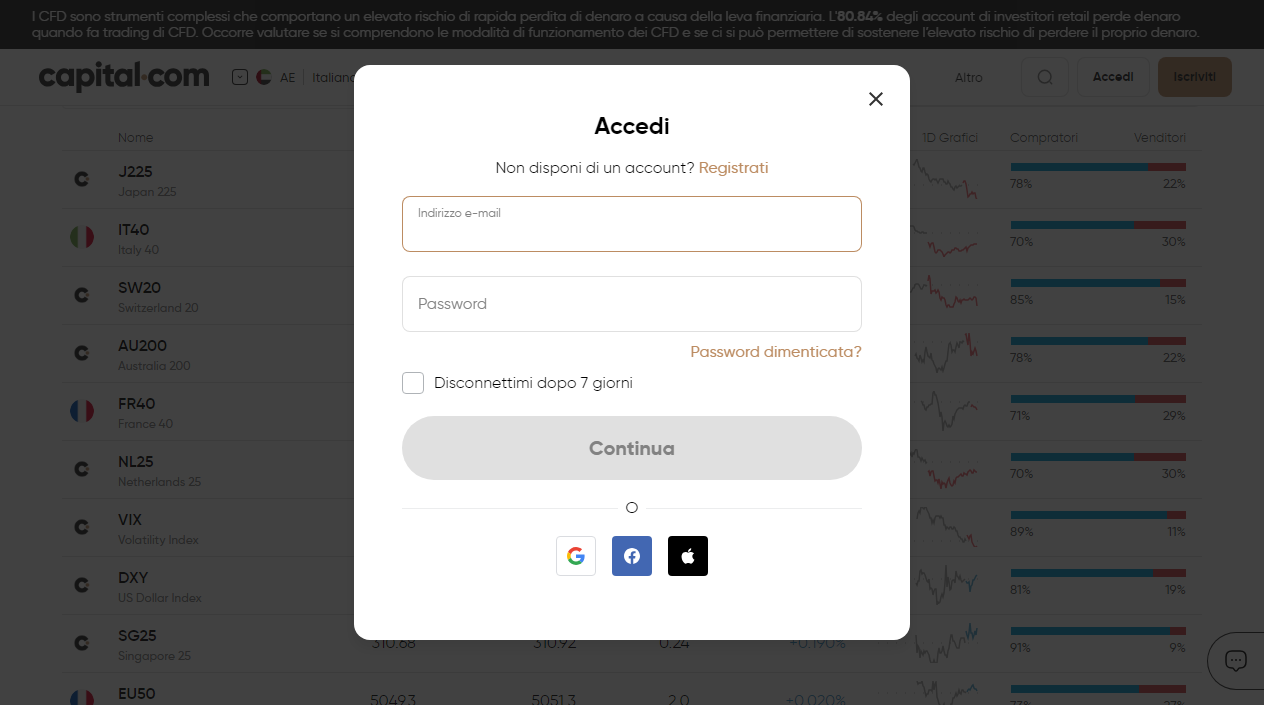 I CFD sono strumenti complessi che comportano un elevato rischio di rapida perdita di denaro a causa della leva finanziaria. L'80.84% degli account di investitori retail perde denaro
quando fa trading di CFD. Occorre valutare se si comprendono le modalità di funzionamento dei CFD e se ci si può permettere di sostenere l'elevato rischio di perdere il proprio denaro.
capital.com AE Italiano Altro Accedi Iscriviti
Accedi
Non disponi di un account? Registrati
Indirizzo e-mail
Password
Password dimenticata?
Disconnettimi dopo 7 giorni
Continua
O
Nome 1D Grafici Compratori Venditori
J225
Japan 225
78% 22%
IT40
Italy 40
70% 30%
SW20
Switzerland 20
85% 15%
AU200
Australia 200
78% 22%
FR40
France 40
71% 29%
NL25
Netherlands 25
70% 30%
VIX
Volatility Index
89% 11%
DXY
US Dollar Index
81% 19%
SG25
Singapore 25
310.68 310.92 0.24 +0.190%
91% 9%
EU50
5049.3 5051.3 2.0 +0.020%
73% 27%